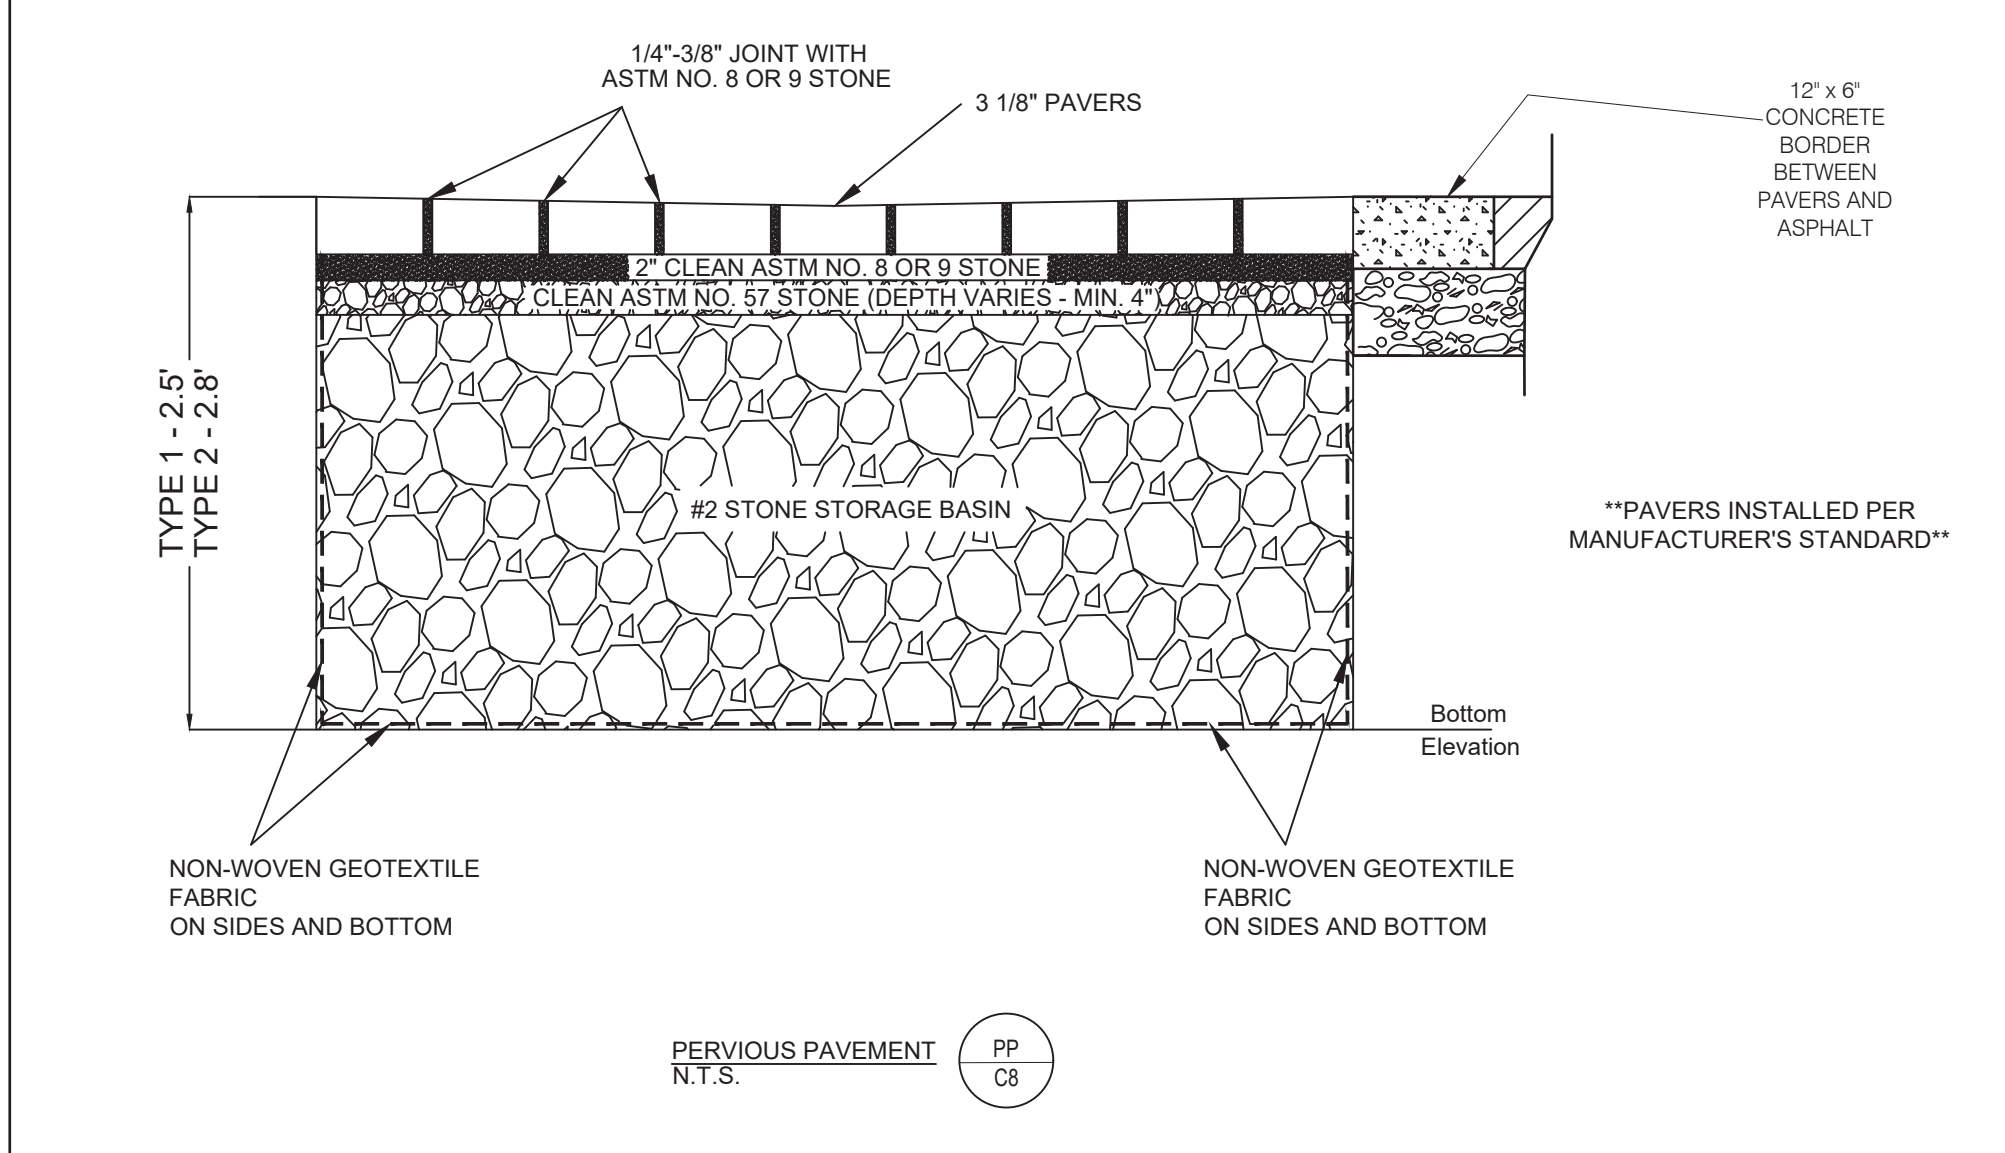 1/4"-3/8" JOINT WITH
ASTM NO. 8 OR 9 STONE
3 1/8" PAVERS
12" x 6"
CONCRETE
BORDER
BETWEEN
PAVERS AND
ASPHALT
2" CLEAN ASTM NO. 8 OR 9 STONE
CLEAN ASTM NO. 57 STONE (DEPTH VARIES - MIN. 4")
TYPE 1 - 2.5'
TYPE 2 - 2.8'
#2 STONE STORAGE BASIN
**PAVERS INSTALLED PER
MANUFACTURER'S STANDARD**
Bottom
Elevation
NON-WOVEN GEOTEXTILE
FABRIC
ON SIDES AND BOTTOM
NON-WOVEN GEOTEXTILE
FABRIC
ON SIDES AND BOTTOM
PERVIOUS PAVEMENT
N.T.S.
PP
C8